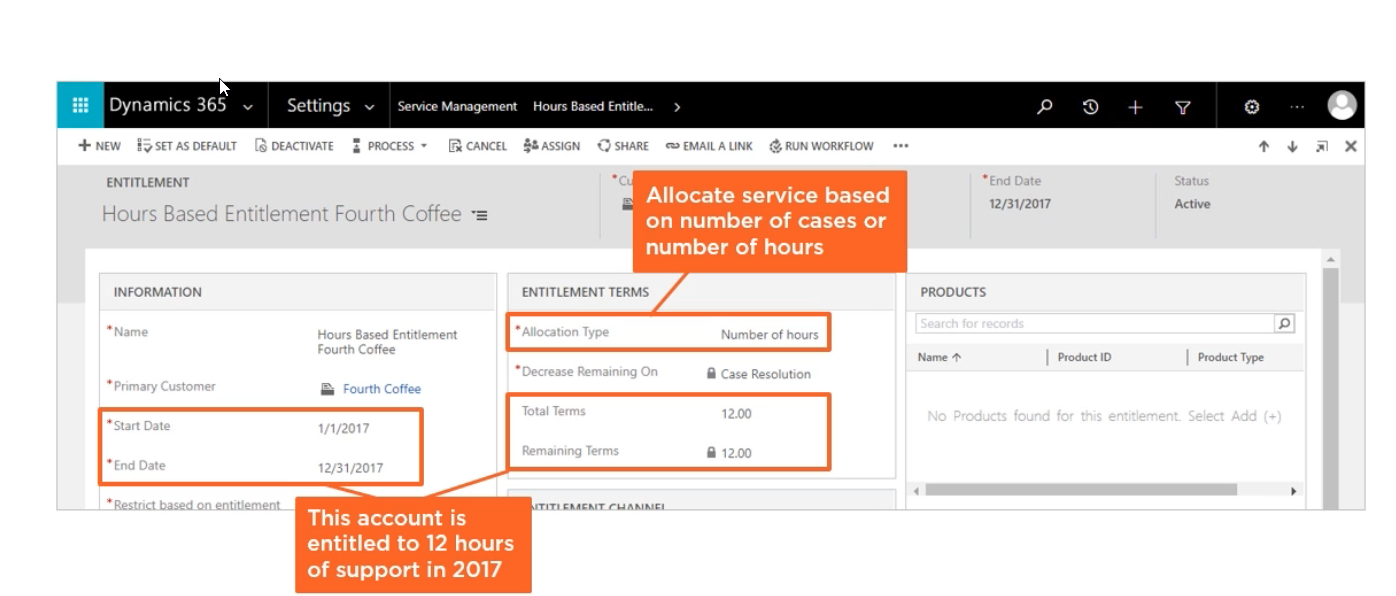 Dynamics 365 Settings Service Management Hours Based Entitle...
NEW SET AS DEFAULT DEACTIVATE PROCESS CANCEL ASSIGN SHARE EMAIL A LINK RUN WORKFLOW ...
ENTITLEMENT
Hours Based Entitlement Fourth Coffee
*Cu
*End Date
12/31/2017
Status
Active
Allocate service based
on number of cases or
number of hours
INFORMATION
*Name Hours Based Entitlement
Fourth Coffee
*Primary Customer Fourth Coffee
*Start Date 1/1/2017
*End Date 12/31/2017
*Restrict based on entitlement
This account is
entitled to 12 hours
of support in 2017
ENTITLEMENT TERMS
*Allocation Type Number of hours
*Decrease Remaining On Case Resolution
Total Terms 12.00
Remaining Terms 12.00
ENTITLEMENT CHANNEL
PRODUCTS
Search for records
Name ↑ Product ID Product Type
No Products found for this entitlement. Select Add (+)